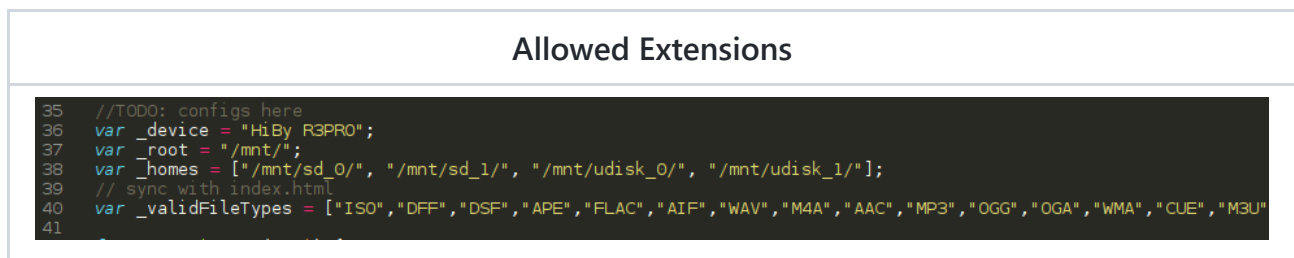 Allowed Extensions
35 //TODO: configs here
36 var _device = "HiBy R3PRO";
37 var _root = "/mnt/";
38 var _homes = ["/mnt/sd_0/", "/mnt/sd_1/", "/mnt/udisk_0/", "/mnt/udisk_1/"];
39 // sync with index.html
40 var _validFileTypes = ["ISO","DFF","DSF","APE","FLAC","AIF","WAV","M4A","AAC","MP3","OGG","OGA","WMA","CUE","M3U"
41